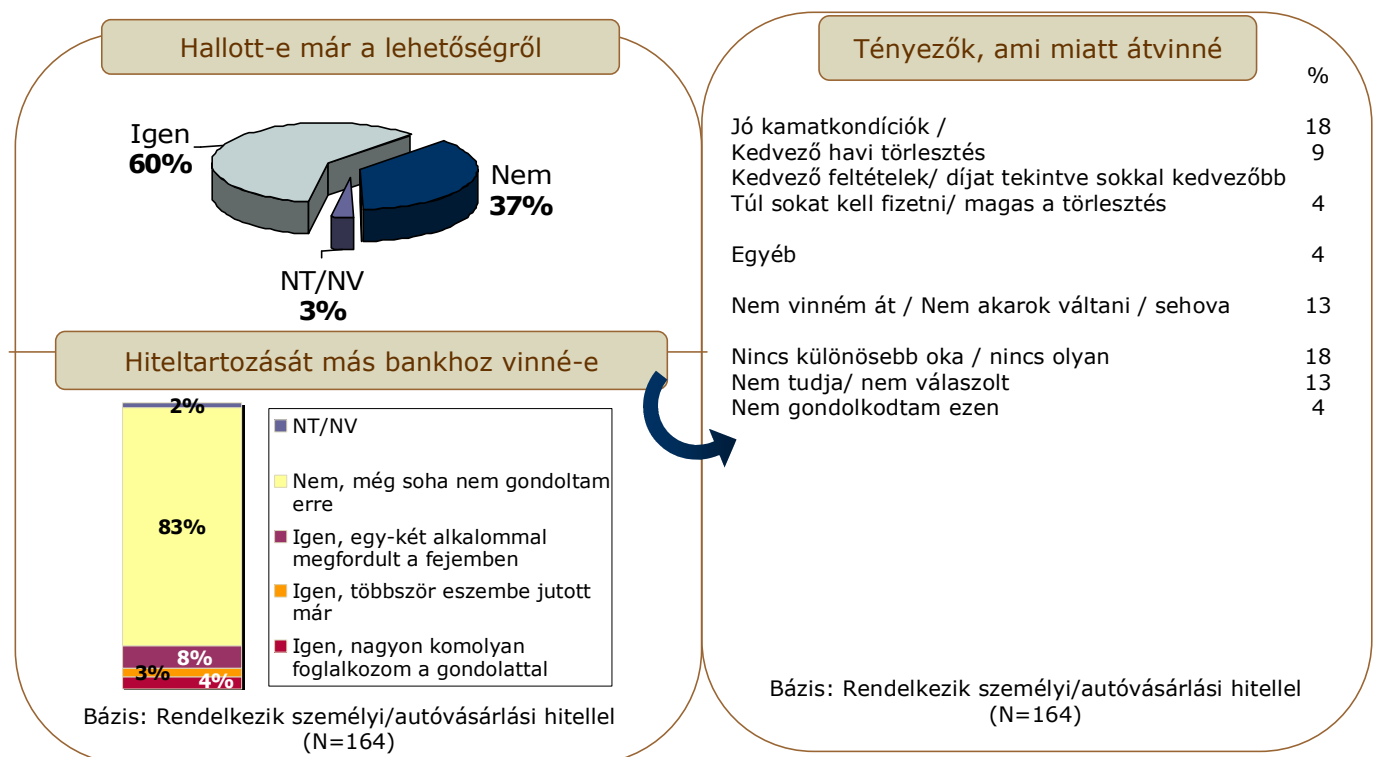 Hallott-e már a lehetőségről
Igen
60%
Nem
37%
NT/NV
3%
Hiteltartozását más bankhoz vinné-e
2%
83%
8%
3%
4%
NT/NV
Nem, még soha nem gondoltam
erre
Igen, egy-két alkalommal
megfordult a fejemben
Igen, többször eszembe jutott
már
Igen, nagyon komolyan
foglalkozom a gondolattal
Bázis: Rendelkezik személyi/autóvásárlási hitellel
(N=164)
Tényezők, ami miatt átvinné
%
Jó kamatkondíciók / 18
Kedvező havi törlesztés 9
Kedvező feltételek/ díjat tekintve sokkal kedvezőbb
Túl sokat kell fizetni/ magas a törlesztés 4
Egyéb 4
Nem vinném át / Nem akarok váltani / sehova 13
Nincs különösebb oka / nincs olyan 18
Nem tudja/ nem válaszolt 13
Nem gondolkodtam ezen 4
Bázis: Rendelkezik személyi/autóvásárlási hitellel
(N=164)